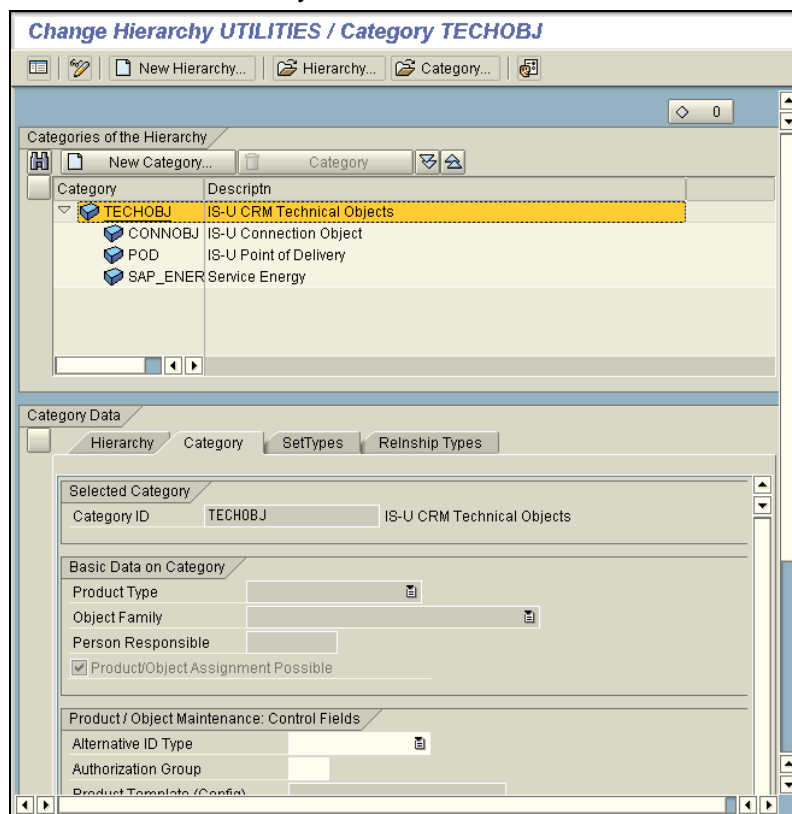 Change Hierarchy UTILITIES / Category TECHOBJ
New Hierarchy... Hierarchy... Category...
0
Categories of the Hierarchy
New Category... Category
Category Descriptn
TECHOBJ IS-U CRM Technical Objects
CONNOBJ IS-U Connection Object
POD IS-U Point of Delivery
SAP_ENER Service Energy
Category Data
Hierarchy Category SetTypes Relnship Types
Selected Category
Category ID TECHOBJ IS-U CRM Technical Objects
Basic Data on Category
Product Type
Object Family
Person Responsible
Product/Object Assignment Possible
Product / Object Maintenance: Control Fields
Alternative ID Type
Authorization Group
Product Template (Config)